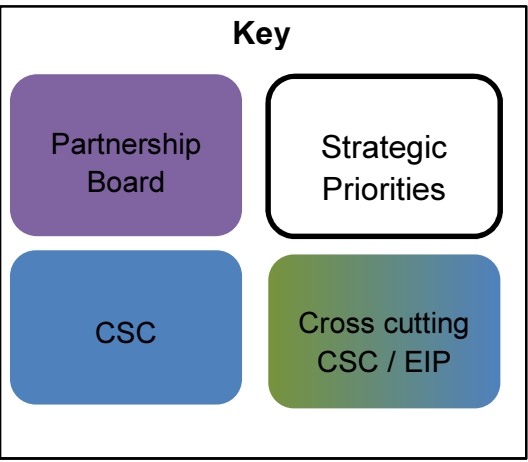 Key
Partnership
Board
Strategic
Priorities
CSC
Cross cutting
CSC / EIP